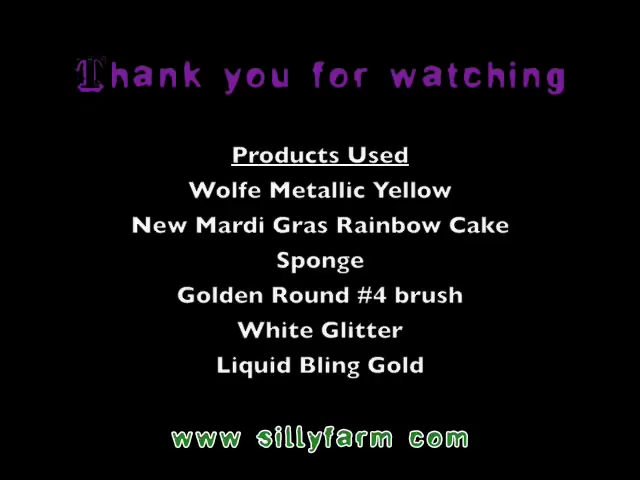 Thank you for watching
Products Used
Wolfe Metallic Yellow
New Mardi Gras Rainbow Cake
Sponge
Golden Round #4 brush
White Glitter
Liquid Bling Gold
www sillyfarm com